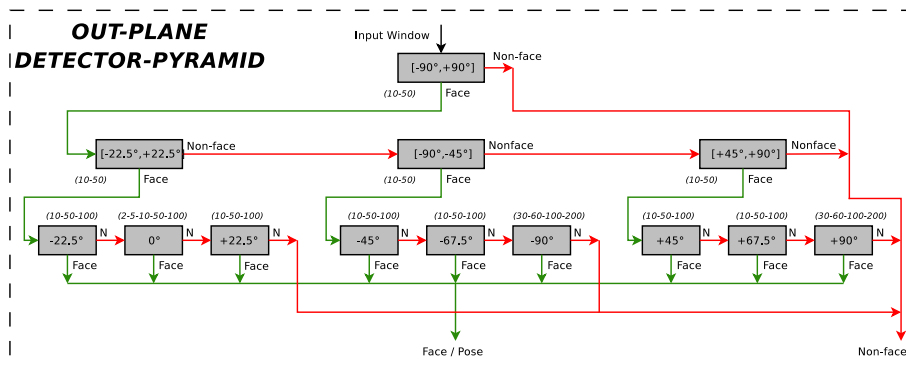 OUT-PLANE
DETECTOR-PYRAMID
Input Window
[-90°,+90°]
Non-face
(10-50)
Face
[-22.5°,+22.5°]
Non-face
[-90°,-45°]
Nonface
[+45°,+90°]
Nonface
(10-50)
Face
(10-50)
Face
(10-50)
Face
(10-50-100)
(2-5-10-50-100)
(10-50-100)
(10-50-100)
(10-50-100)
(30-60-100-200)
(10-50-100)
(10-50-100)
(30-60-100-200)
-22.5°
N
0°
N
+22.5°
N
-45°
N
-67.5°
N
-90°
N
+45°
N
+67.5°
N
+90°
N
Face
Face
Face
Face
Face
Face
Face
Face
Face
Face / Pose
Non-face